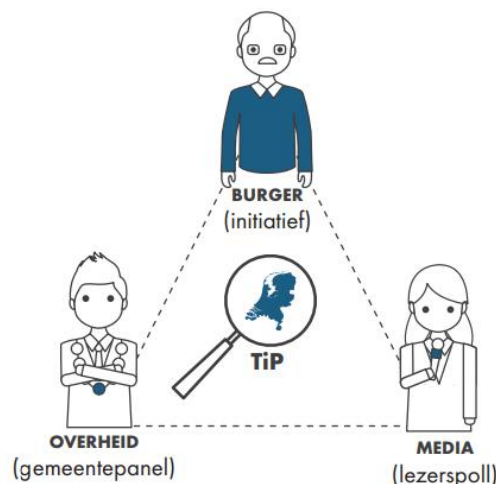 BURGER
(initiatief)
TiP
OVERHEID
(gemeentepanel)
MEDIA
(lezerspoll)